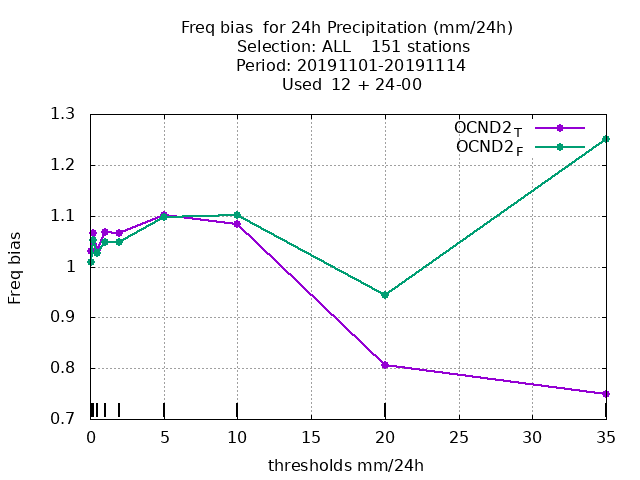 Freq bias  for 24h Precipitation (mm/24h)
Selection: ALL    151 stations
Period: 20191101-20191114
Used  12 + 24-00
OCND2T
OCND2F
Freq bias
1.3
1.2
1.1
1
0.9
0.8
0.7
0 5 10 15 20 25 30 35
thresholds mm/24h